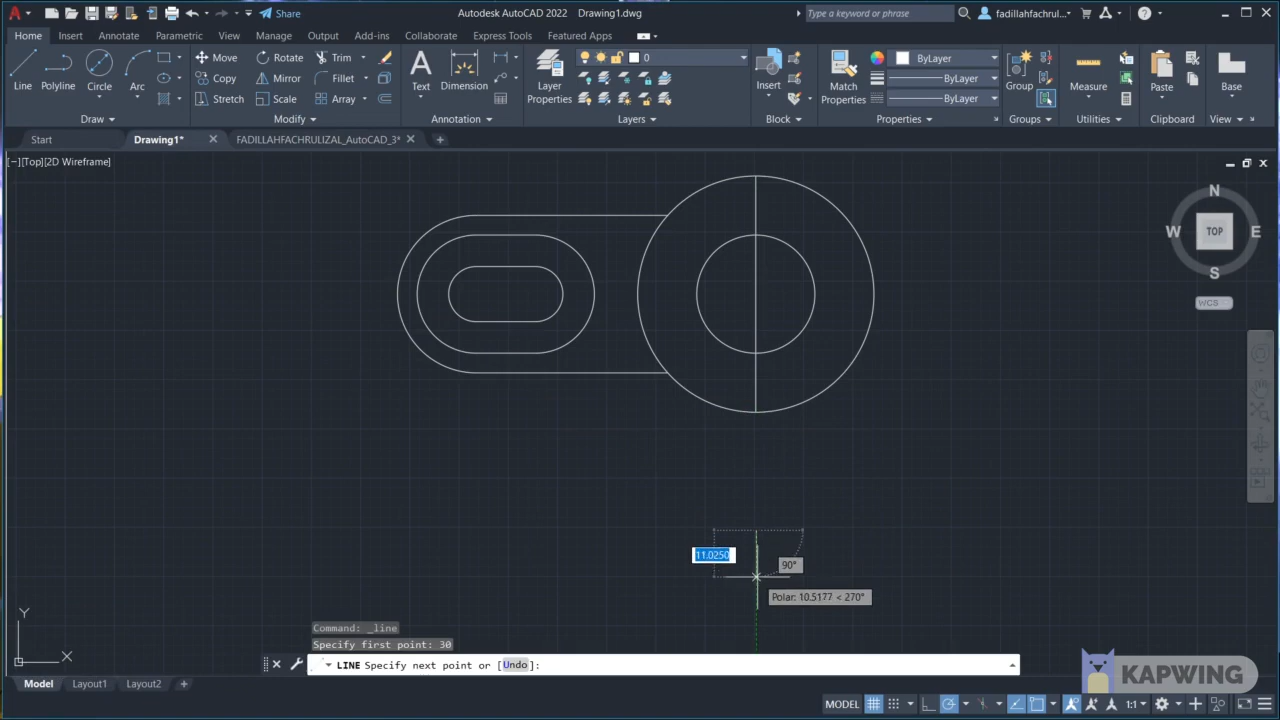 Share
Autodesk AutoCAD 2022 Drawing1.dwg
Type a keyword or phrase
fadillahfachrul...
Home Insert Annotate Parametric View Manage Output Add-ins Collaborate Express Tools Featured Apps
Line Polyline Circle Arc
Move Rotate Trim
Copy Mirror Fillet
Stretch Scale Array
Text Dimension
Layer Properties
0
Insert
Match Properties
ByLayer
ByLayer
ByLayer
Group
Measure
Paste
Base
Draw Modify Annotation Layers Block Properties Groups Utilities Clipboard View
Start Drawing1* FADILLAHFACHRULIZAL_AutoCAD_3*
[−][Top][2D Wireframe]
N
W TOP E
S
WCS
11.0250
90°
Polar: 10.5177 < 270°
Y
X
Command: _line
Specify first point: 30
LINE Specify next point or [Undo]:
KAPWING
Model Layout1 Layout2
MODEL 1:1